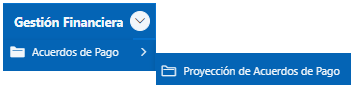 Gestión Financiera
Acuerdos de Pago
Proyección de Acuerdos de Pago